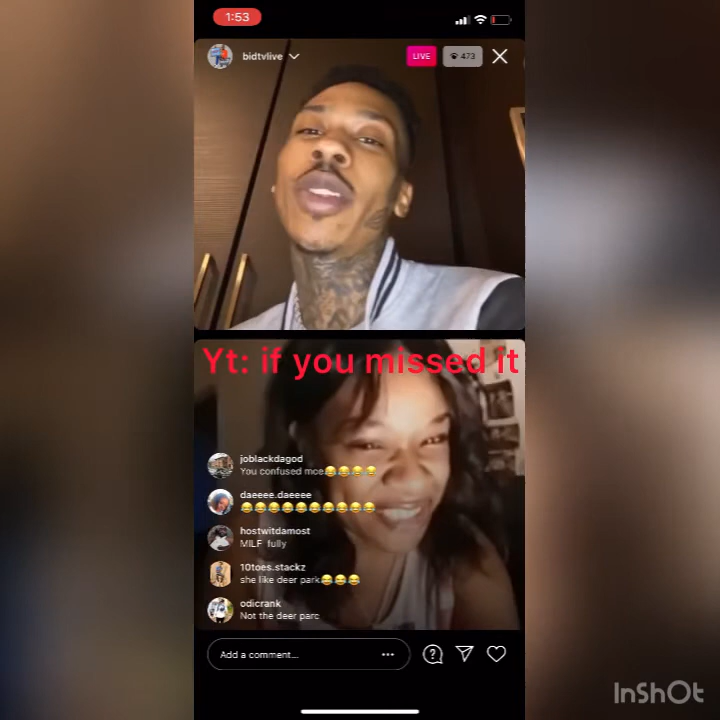 1:53
bidtvlive
LIVE
473
Yt: if you missed it
joblackdagod
You confused moe😂😂😂😂
daeeee.daeeee
😂😂😂😂😂😂😂😂😂😂
hostwitdamost
MILF fully
10toes.stackz
she like deer park😂😂😂
odicrank
Not the deer parc
Add a comment...
InShOt